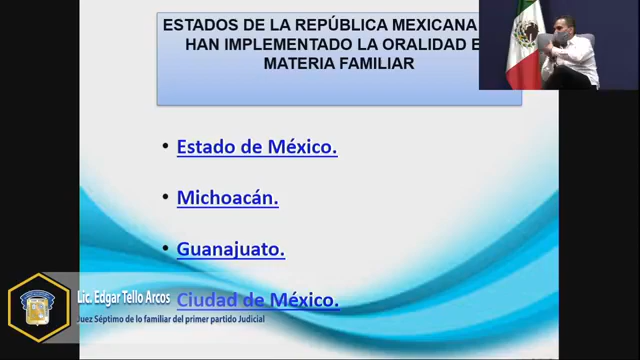 ESTADOS DE LA REPÚBLICA MEXICANA
HAN IMPLEMENTADO LA ORALIDAD E
MATERIA FAMILIAR
• Estado de México.
• Michoacán.
• Guanajuato.
• Ciudad de México.
Lic. Edgar Tello Arcos
Juez Séptimo de lo familiar del primer partido Judicial